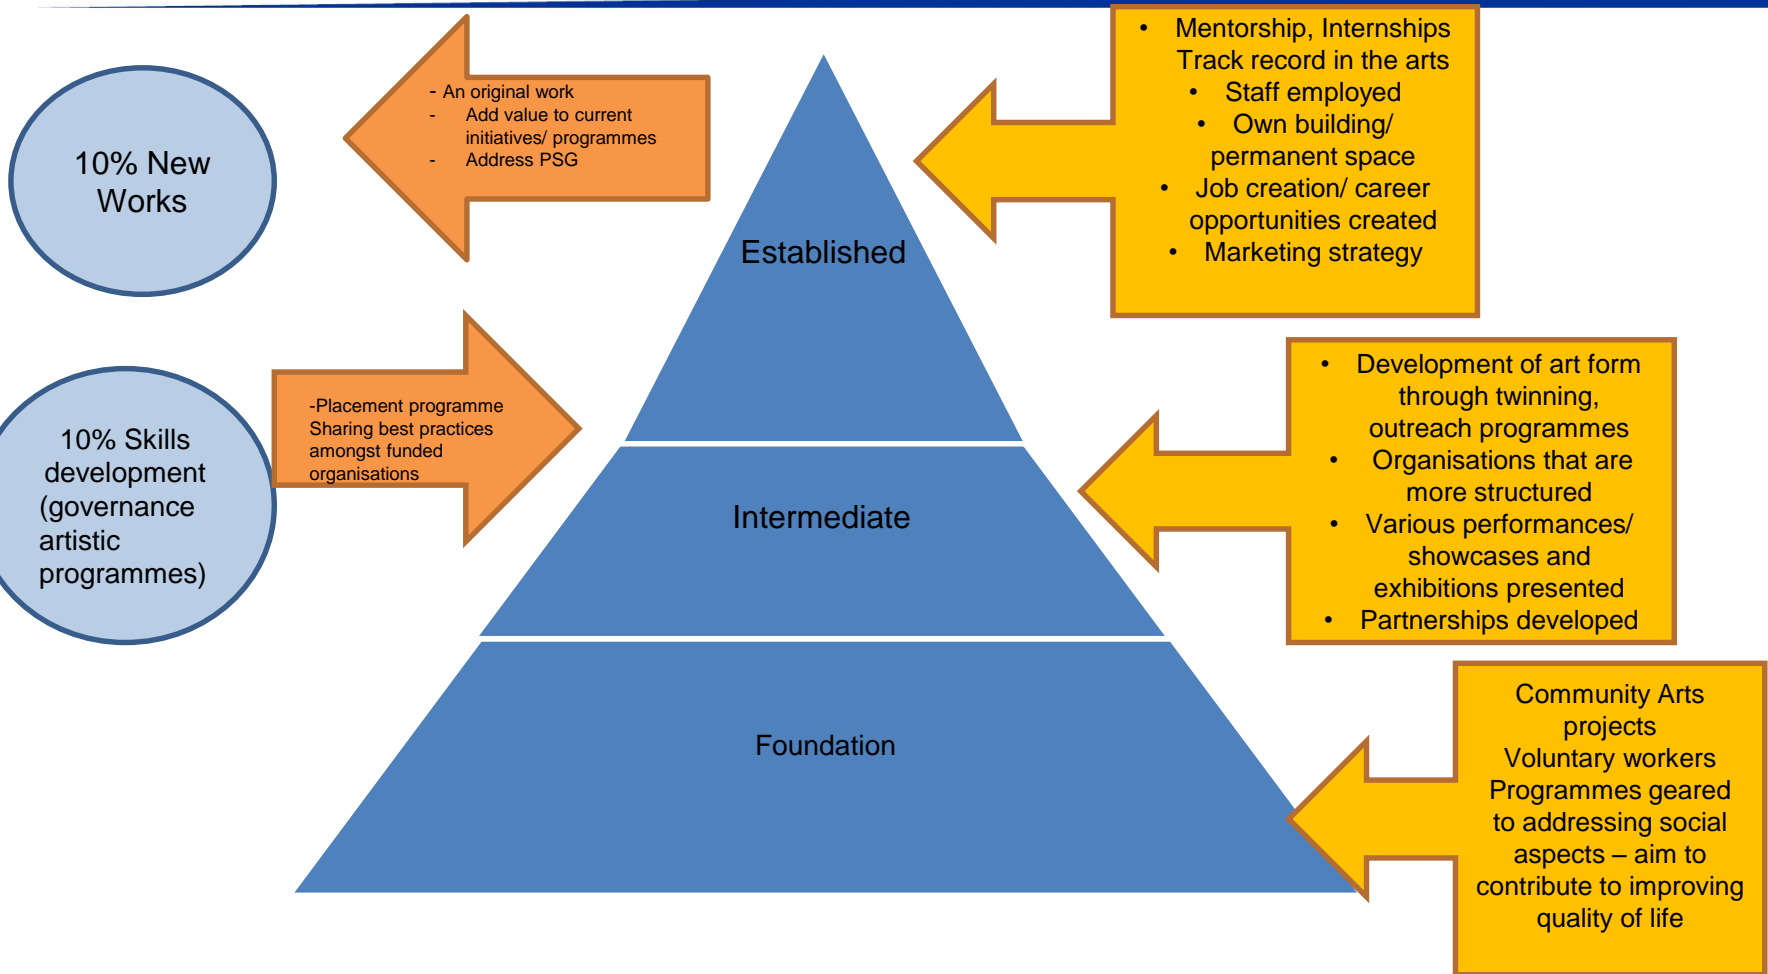 10% New
Works
- An original work
- Add value to current
initiatives/ programmes
- Address PSG
• Mentorship, Internships
Track record in the arts
• Staff employed
• Own building/
permanent space
• Job creation/ career
opportunities created
• Marketing strategy
Established
10% Skills
development
(governance
artistic
programmes)
-Placement programme
Sharing best practices
amongst funded
organisations
Intermediate
• Development of art form
through twinning,
outreach programmes
• Organisations that are
more structured
• Various performances/
showcases and
exhibitions presented
• Partnerships developed
Foundation
Community Arts
projects
Voluntary workers
Programmes geared
to addressing social
aspects – aim to
contribute to improving
quality of life